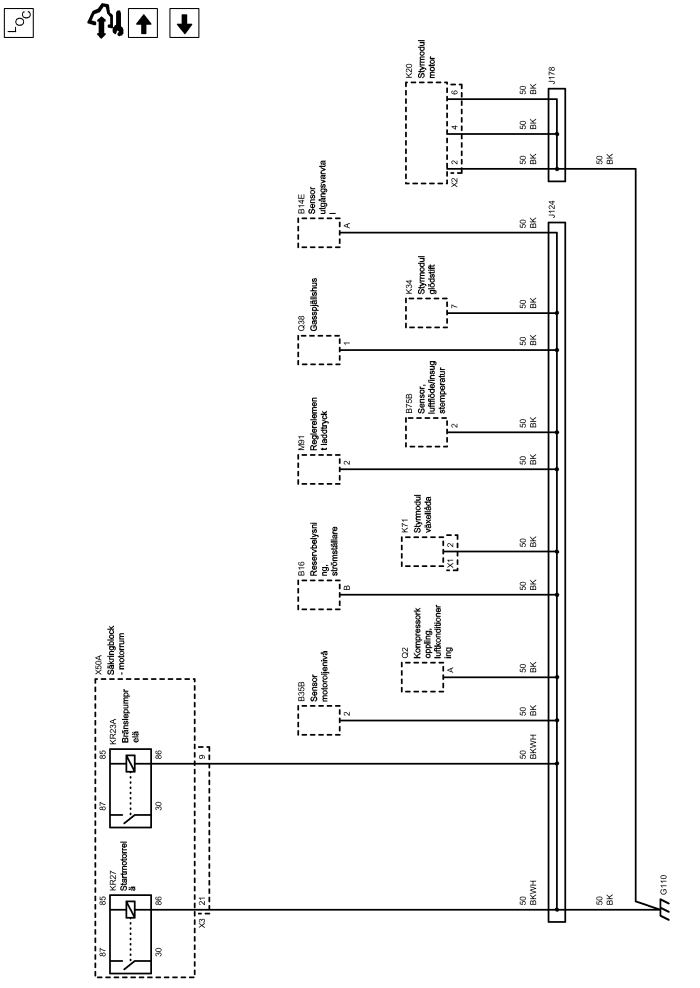 LOC
X50A
Säkringblock
- motorrum
KR27
Startmotorrel
ä
85
87
86
30
KR23A
Bränslepumpr
elä
85
87
86
30
X3
21
9
B35B
Sensor
motoroljenivå
2
B16
Reservbelysni
ng,
strömställare
B
M91
Reglerelemen
t laddtryck
2
Q38
Gasspjällshus
1
B14E
Sensor
utgångsvarvta
l
A
Q2
Kompressork
oppling,
luftkonditioner
ing
A
K71
Styrmodul
växellåda
2
X1
B75B
Sensor,
luftflöde/insug
stemperatur
2
K34
Styrmodul
glödstift
7
K20
Styrmodul
motor
X2
2
4
6
50
BKWH
50
BKWH
50
BK
50
BK
50
BK
50
BK
50
BK
50
BK
50
BK
50
BK
50
BK
50
BK
50
BK
50
BK
J124
J178
50
BK
50
BK
G110